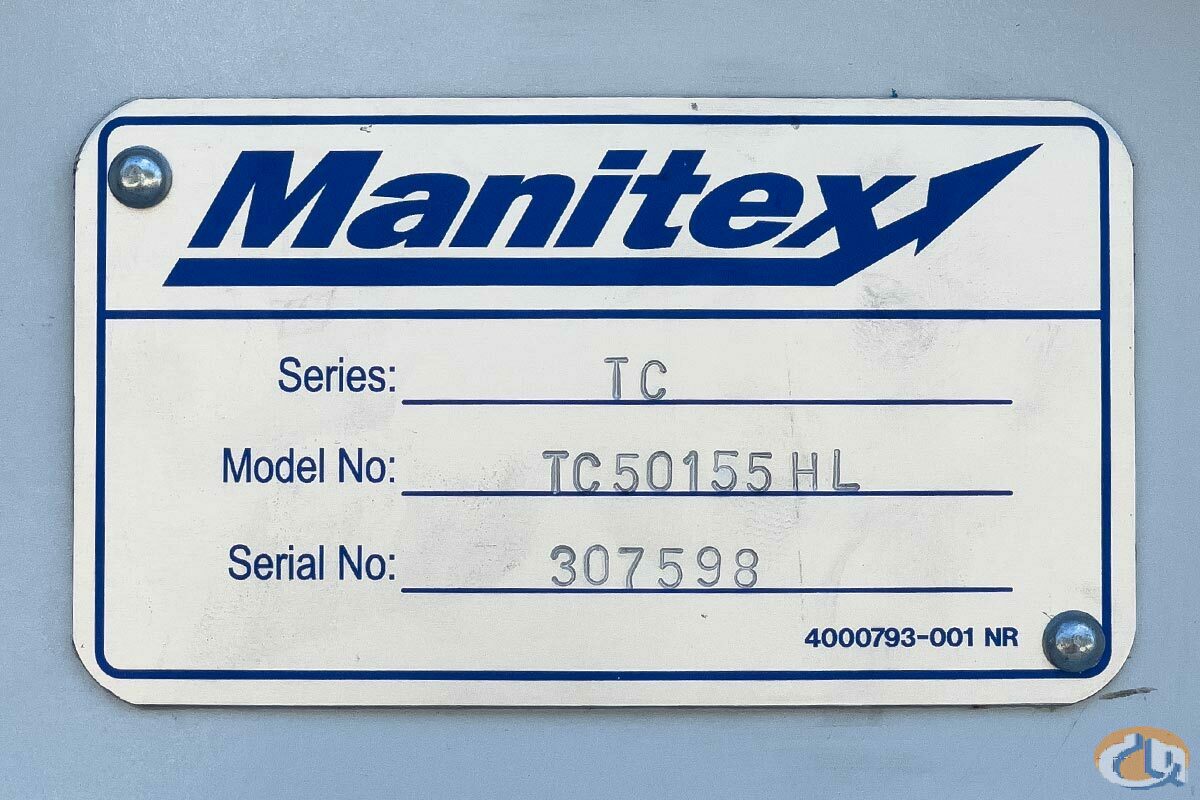 Manitex
Series: TC
Model No: TC50155HL
Serial No: 307598
4000793-001 NR